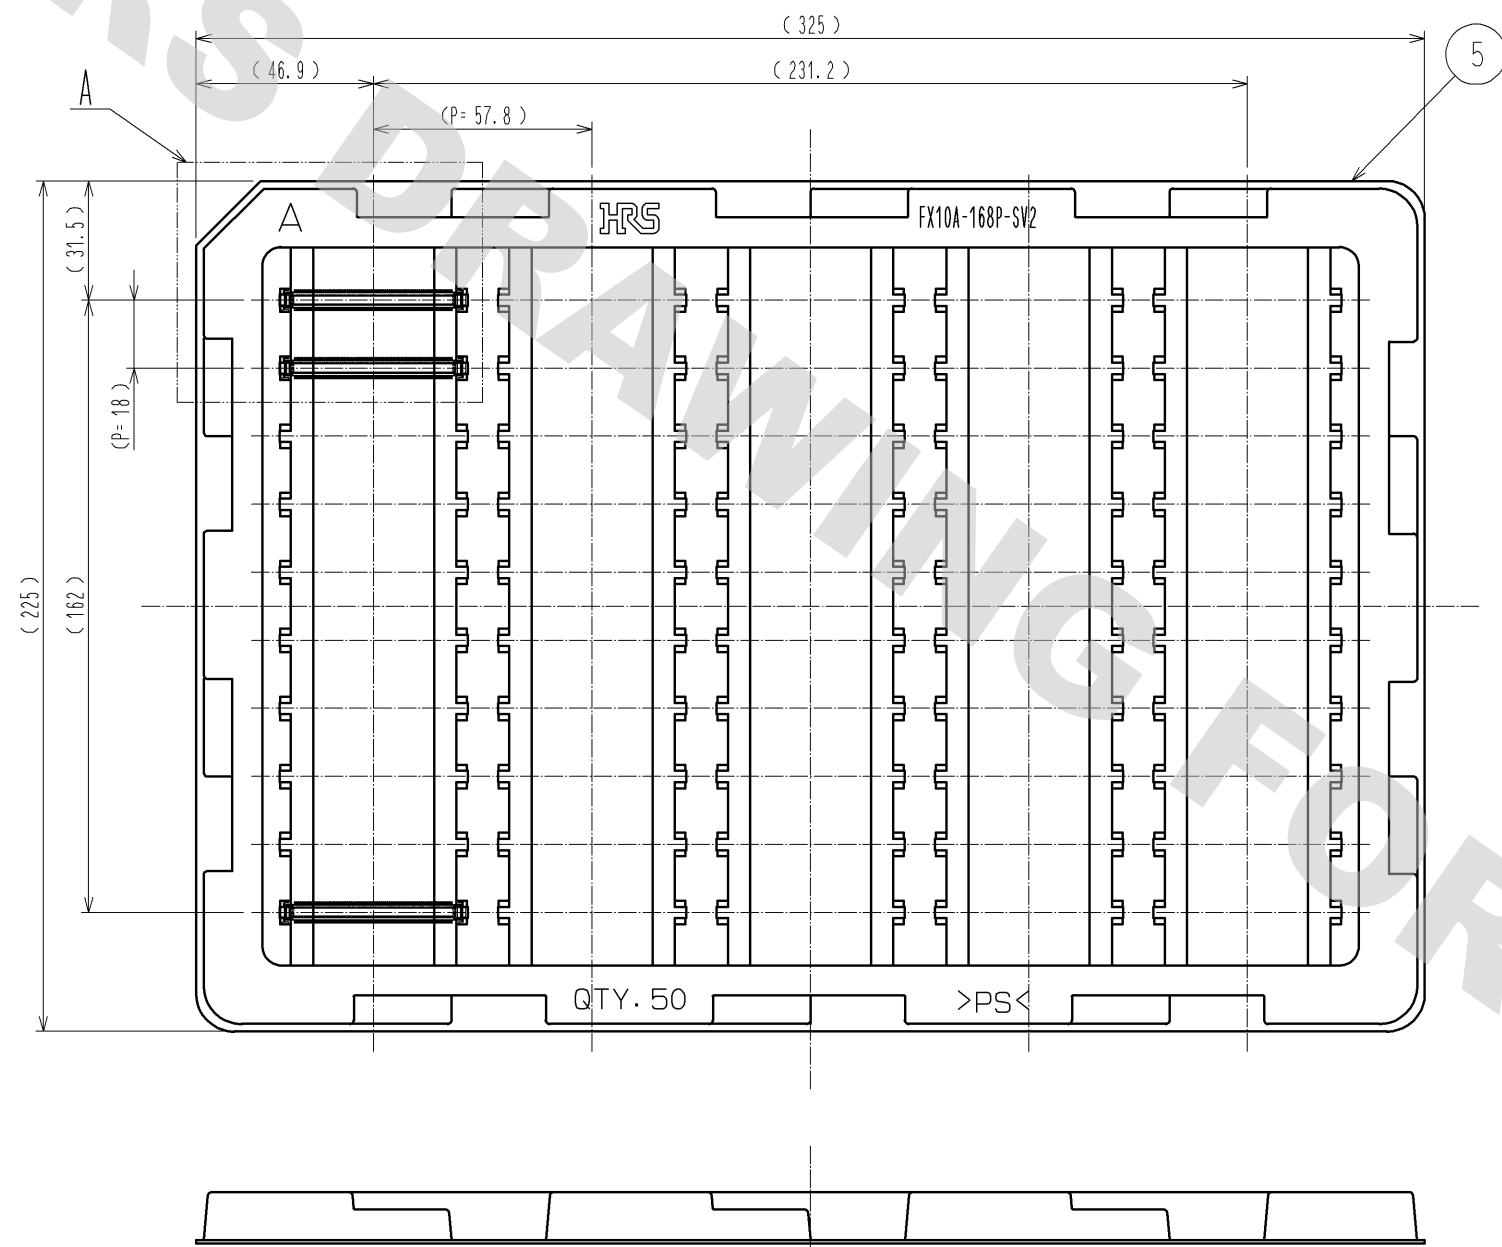 ( 325 )
5
( 46.9 )
( 231.2 )
A
(P= 57.8 )
A
HRS
FX10A-168P-SV2
( 31.5 )
(P= 18 )
( 225 )
( 162 )
QTY. 50
>PS<
RS DRAWING FOR